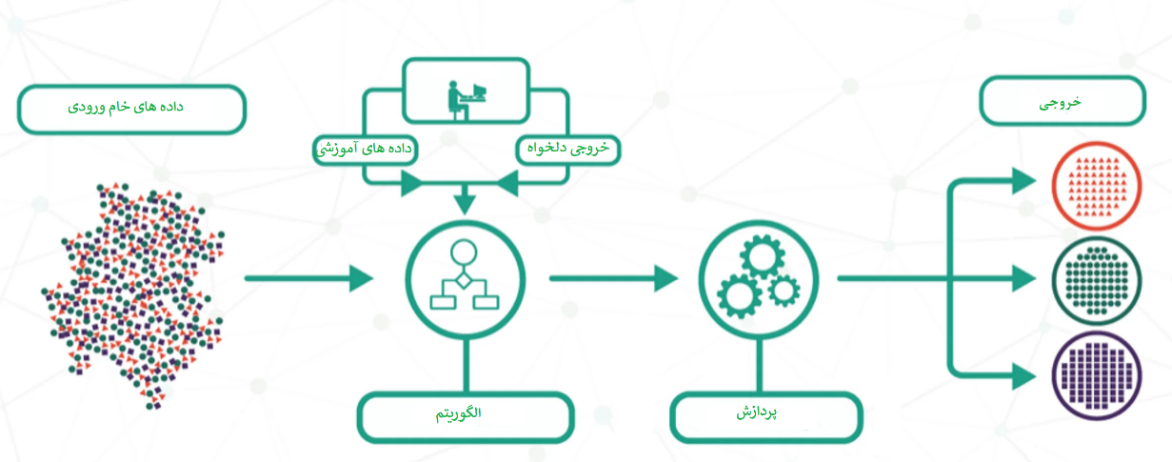 داده های خام ورودی
داده های آموزشی
خروجی دلخواه
الگوریتم
پردازش
خروجی